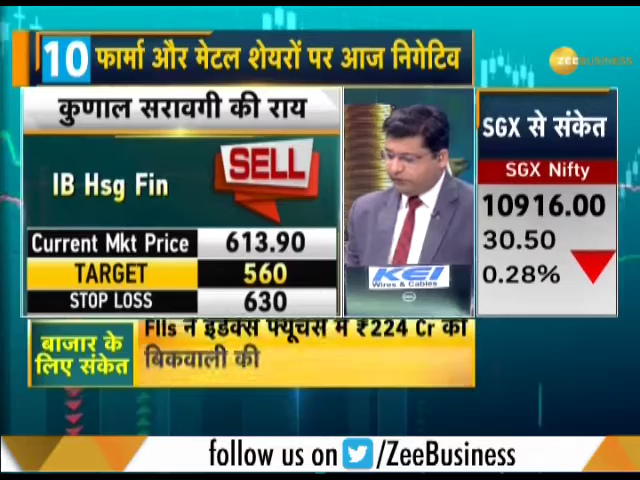 10 फार्मा और मेटल शेयरों पर आज निगेटिव
ZEEBUSINESS
कुणाल सरावगी की राय
IB Hsg Fin
SELL
Current Mkt Price 613.90
TARGET 560
STOP LOSS 630
KEI
Wires & Cables
SGX से संकेत
SGX Nifty
10916.00
30.50
0.28%
बाजार के
लिए संकेत
FIIs ने इंडेक्स फ्यूचर्स में ₹224 Cr की
बिकवाली की
follow us on /ZeeBusiness